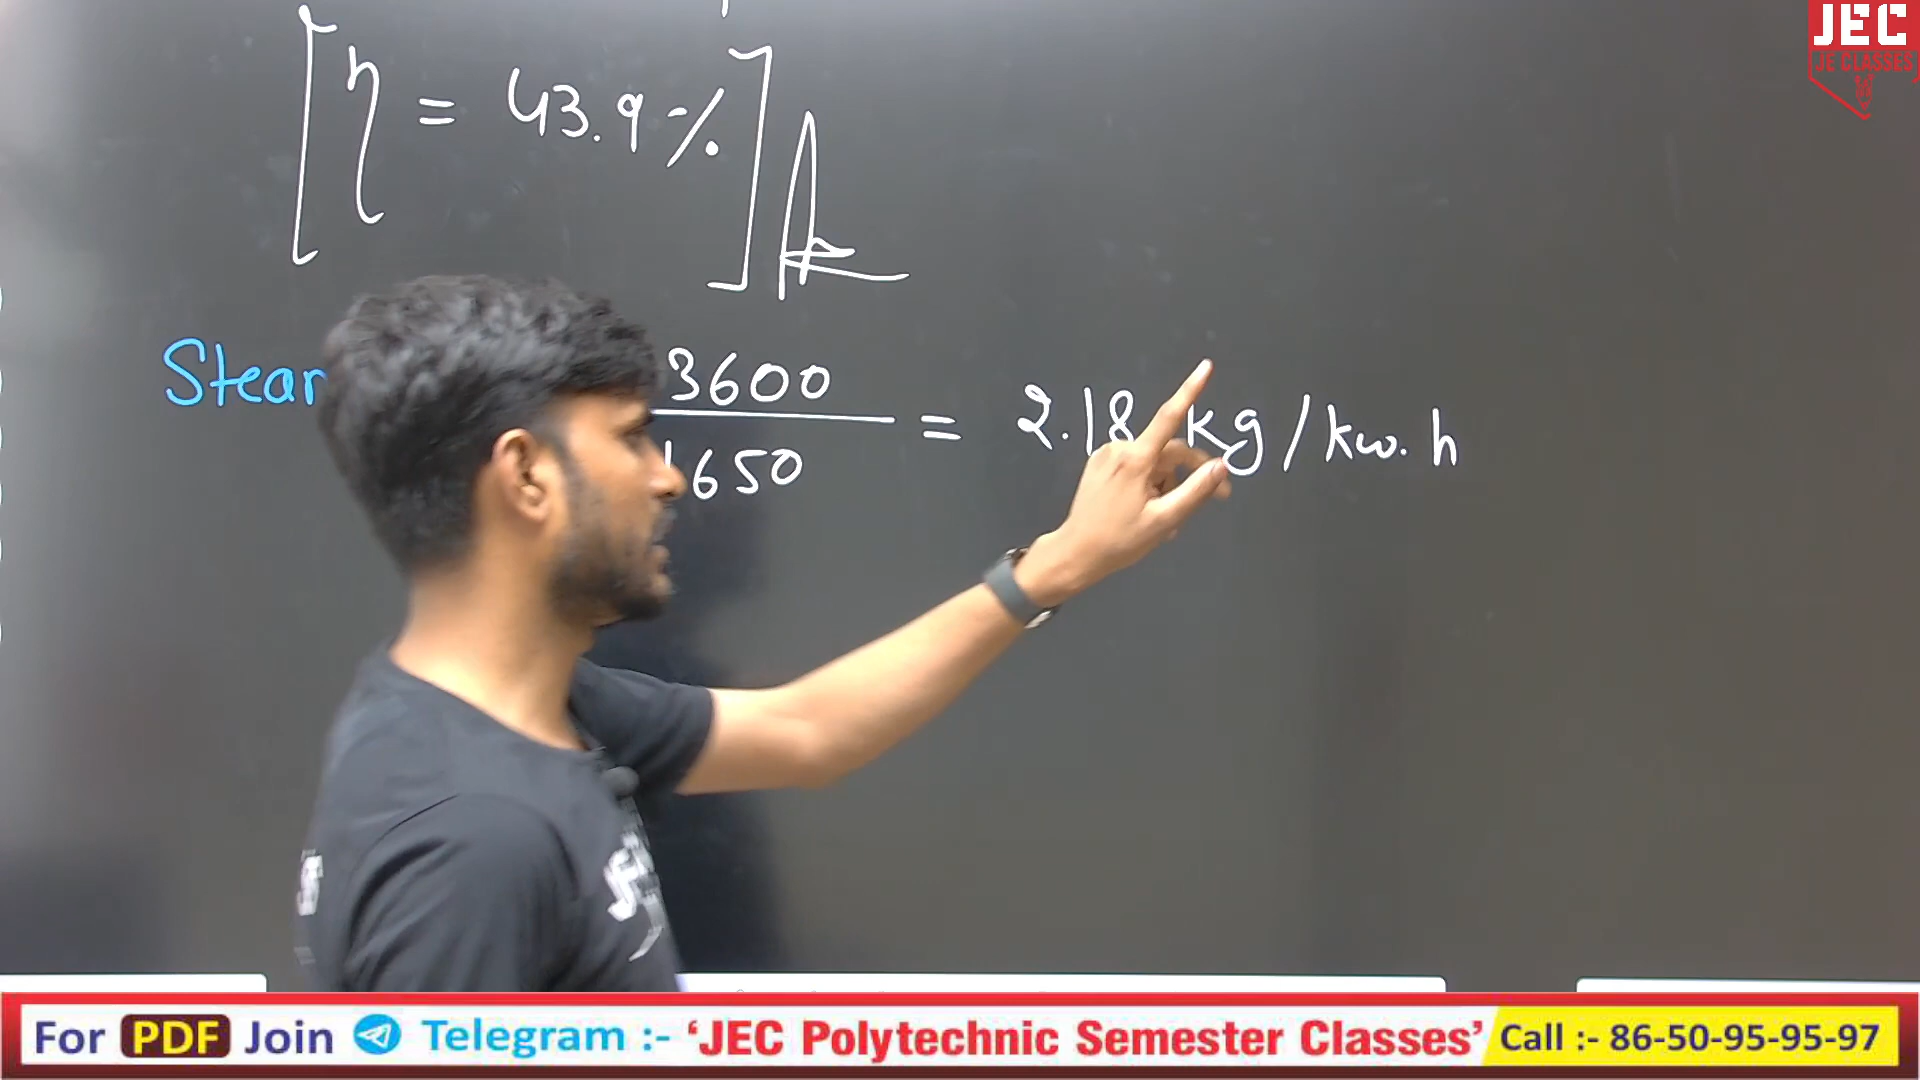 JEC
JE CLASSES
[η = 43.9%]
3600
650
= 2.18 kg/kw.h
For PDF Join Telegram :- 'JEC Polytechnic Semester Classes' Call :- 86-50-95-95-97